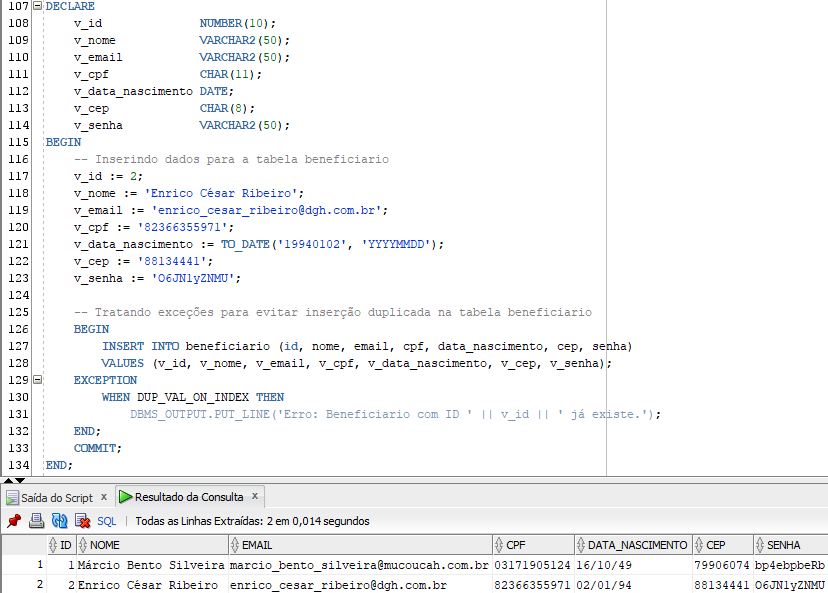 107 DECLARE
108 v_id NUMBER(10);
109 v_nome VARCHAR2(50);
110 v_email VARCHAR2(50);
111 v_cpf CHAR(11);
112 v_data_nascimento DATE;
113 v_cep CHAR(8);
114 v_senha VARCHAR2(50);
115 BEGIN
116 -- Inserindo dados para a tabela beneficiario
117 v_id := 2;
118 v_nome := 'Enrico César Ribeiro';
119 v_email := 'enrico_cesar_ribeiro@dgh.com.br';
120 v_cpf := '82366355971';
121 v_data_nascimento := TO_DATE('19940102', 'YYYYMMDD');
122 v_cep := '88134441';
123 v_senha := 'O6JNlyZNMU';
124
125 -- Tratando exceções para evitar inserção duplicada na tabela beneficiario
126 BEGIN
127 INSERT INTO beneficiario (id, nome, email, cpf, data_nascimento, cep, senha)
128 VALUES (v_id, v_nome, v_email, v_cpf, v_data_nascimento, v_cep, v_senha);
129 EXCEPTION
130 WHEN DUP_VAL_ON_INDEX THEN
131 DBMS_OUTPUT.PUT_LINE('Erro: Beneficiario com ID ' || v_id || ' já existe.');
132 END;
133 COMMIT;
134 END;
Saída do Script x Resultado da Consulta x
SQL | Todas as Linhas Extraídas: 2 em 0,014 segundos
ID NOME EMAIL CPF DATA_NASCIMENTO CEP SENHA
1 1 Márcio Bento Silveira marcio_bento_silveira@mucoucah.com.br 03171905124 16/10/49 79906074 bp4ebpbeRb
2 2 Enrico César Ribeiro enrico_cesar_ribeiro@dgh.com.br 82366355971 02/01/94 88134441 O6JNlyZNMU